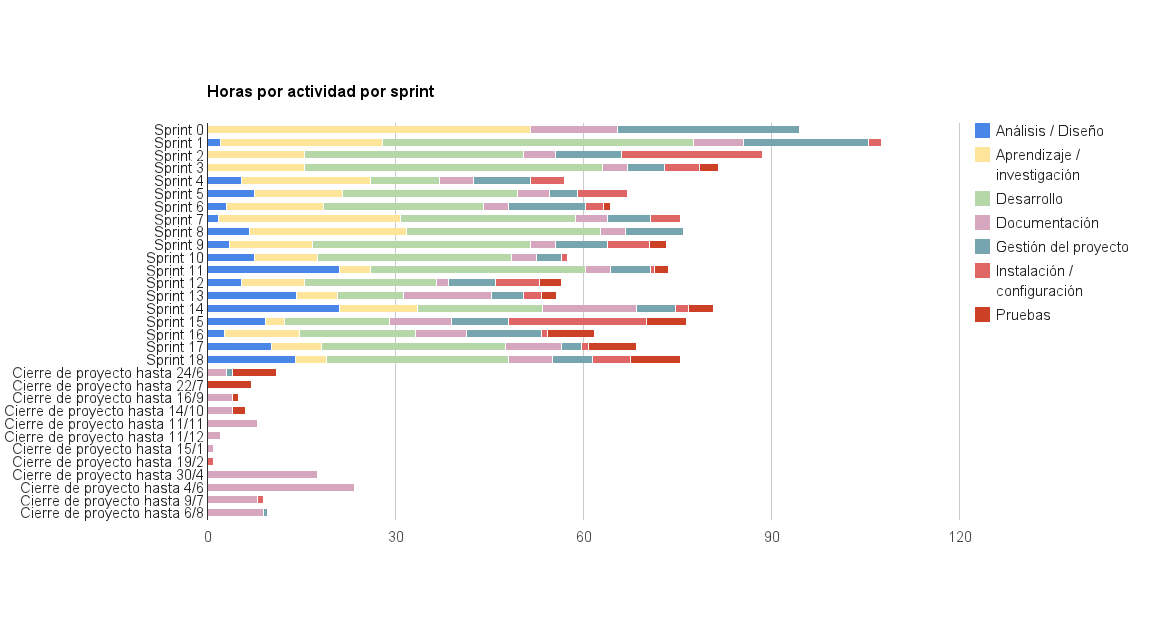 Horas por actividad por sprint
Sprint 0
Sprint 1
Sprint 2
Sprint 3
Sprint 4
Sprint 5
Sprint 6
Sprint 7
Sprint 8
Sprint 9
Sprint 10
Sprint 11
Sprint 12
Sprint 13
Sprint 14
Sprint 15
Sprint 16
Sprint 17
Sprint 18
Cierre de proyecto hasta 24/6
Cierre de proyecto hasta 22/7
Cierre de proyecto hasta 16/9
Cierre de proyecto hasta 14/10
Cierre de proyecto hasta 11/11
Cierre de proyecto hasta 11/12
Cierre de proyecto hasta 15/1
Cierre de proyecto hasta 19/2
Cierre de proyecto hasta 30/4
Cierre de proyecto hasta 4/6
Cierre de proyecto hasta 9/7
Cierre de proyecto hasta 6/8
0 30 60 90 120
Análisis / Diseño
Aprendizaje /
investigación
Desarrollo
Documentación
Gestión del proyecto
Instalación /
configuración
Pruebas